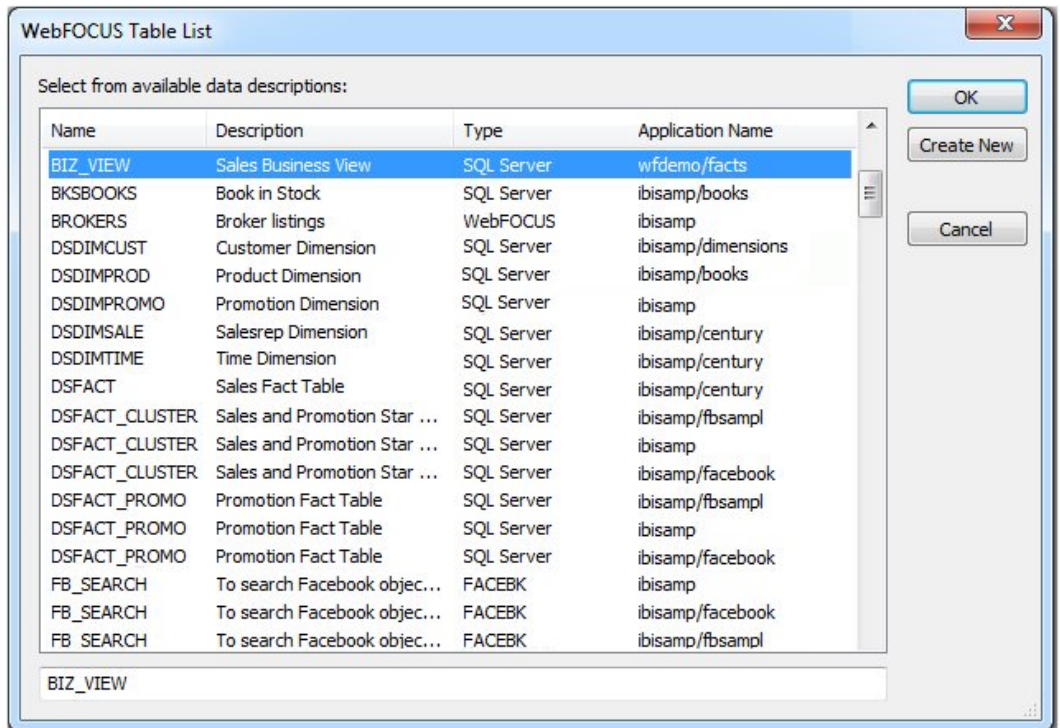 WebFOCUS Table List
Select from available data descriptions:
OK
Name Description Type Application Name
Create New
BIZ_VIEW Sales Business View SQL Server wfdemo/facts
BKSBOOKS Book in Stock SQL Server ibisamp/books
BROKERS Broker listings WebFOCUS ibisamp
Cancel
DSDIMCUST Customer Dimension SQL Server ibisamp/dimensions
DSDIMPROD Product Dimension SQL Server ibisamp/books
DSDIMPROMO Promotion Dimension SQL Server ibisamp
DSDIMSALE Salesrep Dimension SQL Server ibisamp/century
DSDIMTIME Time Dimension SQL Server ibisamp/century
DSFACT Sales Fact Table SQL Server ibisamp/century
DSFACT_CLUSTER Sales and Promotion Star ... SQL Server ibisamp/fbsampl
DSFACT_CLUSTER Sales and Promotion Star ... SQL Server ibisamp
DSFACT_CLUSTER Sales and Promotion Star ... SQL Server ibisamp/facebook
DSFACT_PROMO Promotion Fact Table SQL Server ibisamp/fbsampl
DSFACT_PROMO Promotion Fact Table SQL Server ibisamp
DSFACT_PROMO Promotion Fact Table SQL Server ibisamp/facebook
FB_SEARCH To search Facebook objec... FACEBK ibisamp
FB_SEARCH To search Facebook objec... FACEBK ibisamp/facebook
FB_SEARCH To search Facebook objec... FACEBK ibisamp/fbsampl
BIZ_VIEW